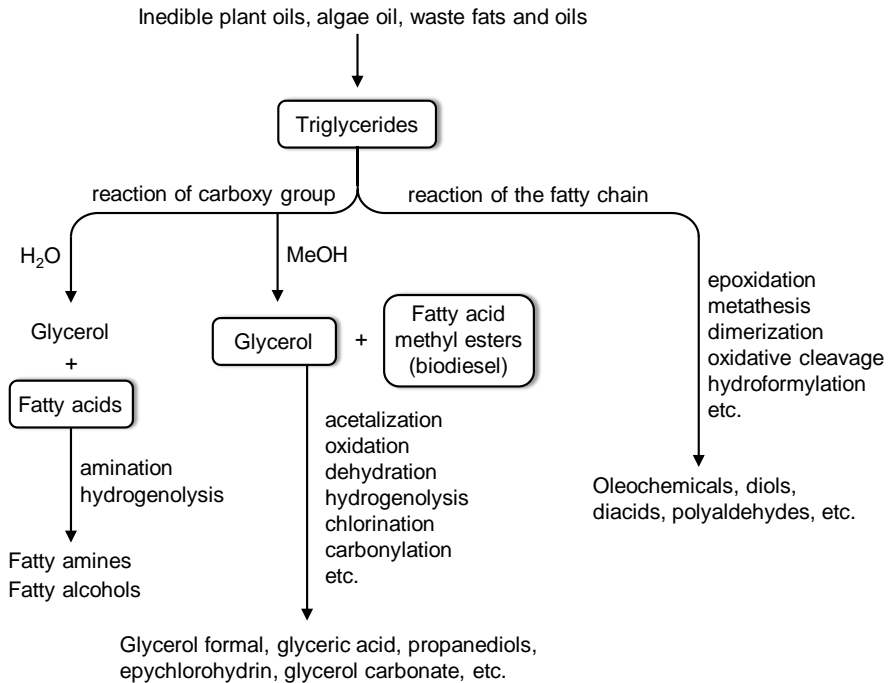 Inedible plant oils, algae oil, waste fats and oils
Triglycerides
reaction of carboxy group
reaction of the fatty chain
H₂O
MeOH
Glycerol
+
Fatty acids
amination
hydrogenolysis
Fatty amines
Fatty alcohols
Glycerol
+
Fatty acid
methyl esters
(biodiesel)
acetalization
oxidation
dehydration
hydrogenolysis
chlorination
carbonylation
etc.
Glycerol formal, glyceric acid, propanediols,
epychlorohydrin, glycerol carbonate, etc.
epoxidation
metathesis
dimerization
oxidative cleavage
hydroformylation
etc.
Oleochemicals, diols,
diacids, polyaldehydes, etc.